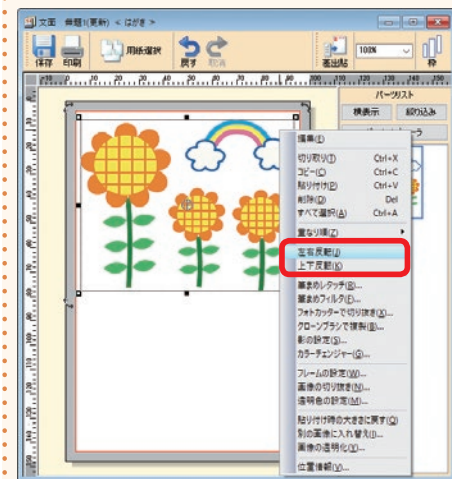 文面 無題1(更新) < はがき >
保存 印刷 用紙選択 戻す 取消 差出貼 100% 枠
パーツリスト
横表示 絞り込み
編集(E)
切り取り(T) Ctrl+X
コピー(C) Ctrl+C
貼り付け(P) Ctrl+V
削除(D) Del
すべて選択(A) Ctrl+A
重なり順(Z)
左右反転(J)
上下反転(K)
筆まめレタッチ(R)...
筆まめフィルタ(F)...
フォトカッターで切り抜き(X)...
クローンブラシで複製(B)...
影の設定(S)...
カラーチェンジャー(G)...
フレームの設定(W)...
画像の切り抜き(N)...
透明色の設定(M)...
貼り付け時の大きさに戻す(Q)
別の画像に入れ替え(I)...
画像の透明化(Y)...
位置情報(V)...